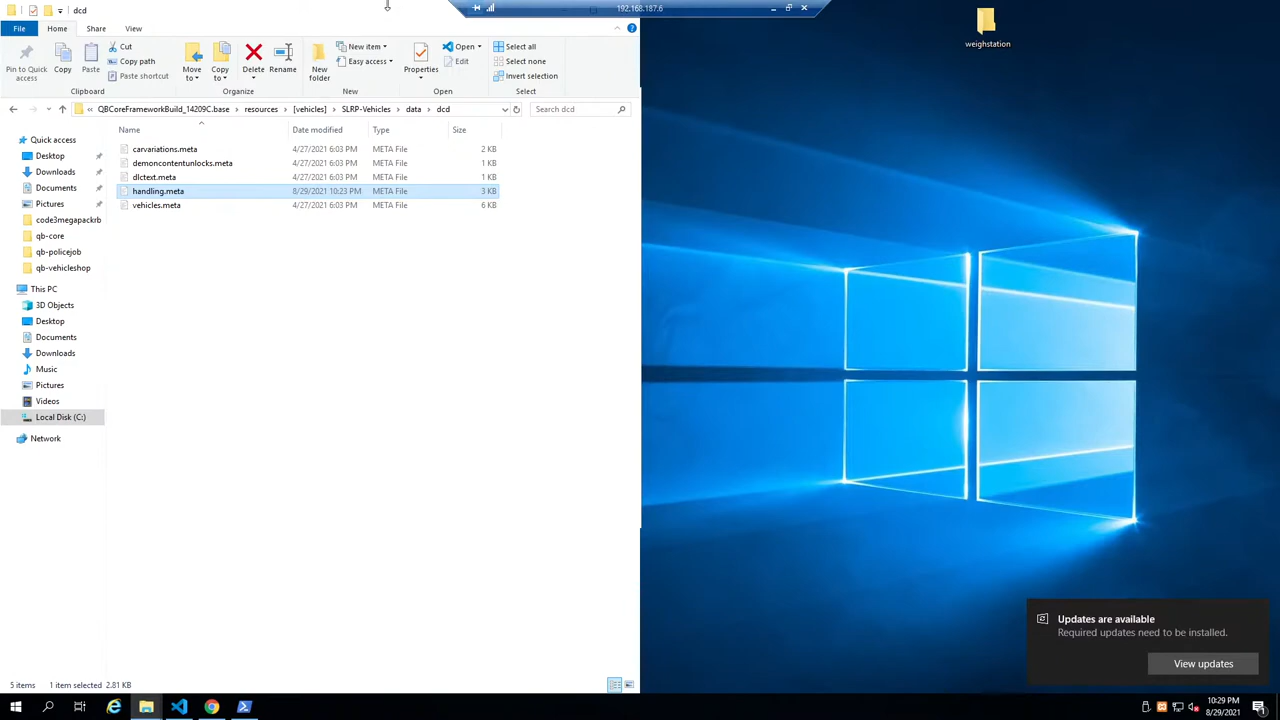 dcd
192.168.187.6
File
Home
Share
View
Pin to Quick access
Copy
Paste
Cut
Copy path
Paste shortcut
Move to
Copy to
Delete
Rename
New folder
New item
Easy access
Properties
Open
Edit
Select all
Select none
Invert selection
Clipboard
Organize
New
Open
Select
« QBCoreFrameworkBuild_14209C.base > resources > [vehicles] > SLRP-Vehicles > data > dcd
Search dcd
Name
Date modified
Type
Size
carvariations.meta 4/27/2021 6:03 PM META File 2 KB
demoncontentunlocks.meta 4/27/2021 6:03 PM META File 1 KB
dlctext.meta 4/27/2021 6:03 PM META File 1 KB
handling.meta 8/29/2021 10:23 PM META File 3 KB
vehicles.meta 4/27/2021 6:03 PM META File 6 KB
Quick access
Desktop
Downloads
Documents
Pictures
code3megapackrb
qb-core
qb-policejob
qb-vehicleshop
This PC
3D Objects
Desktop
Documents
Downloads
Music
Pictures
Videos
Local Disk (C:)
Network
5 items
1 item selected 2.81 KB
weighstation
Updates are available
Required updates need to be installed.
View updates
10:29 PM
8/29/2021
1